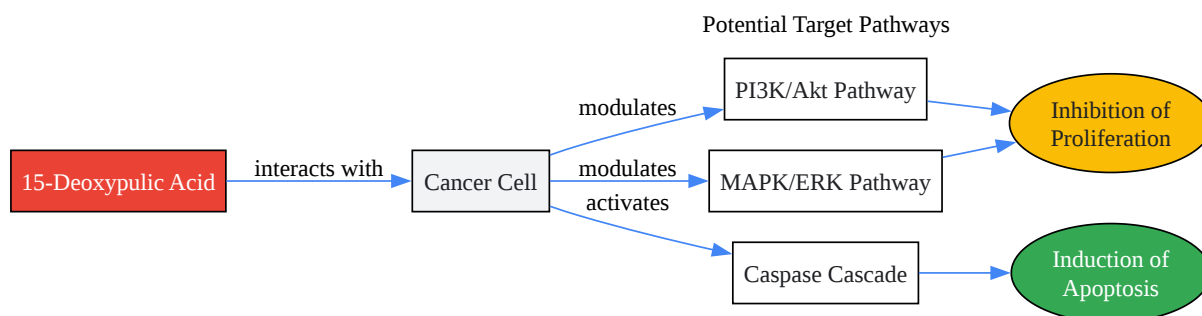 Potential Target Pathways
PI3K/Akt Pathway
modulates
Inhibition of
Proliferation
15-Deoxypulic Acid
interacts with
Cancer Cell
modulates
MAPK/ERK Pathway
activates
Caspase Cascade
Induction of
Apoptosis